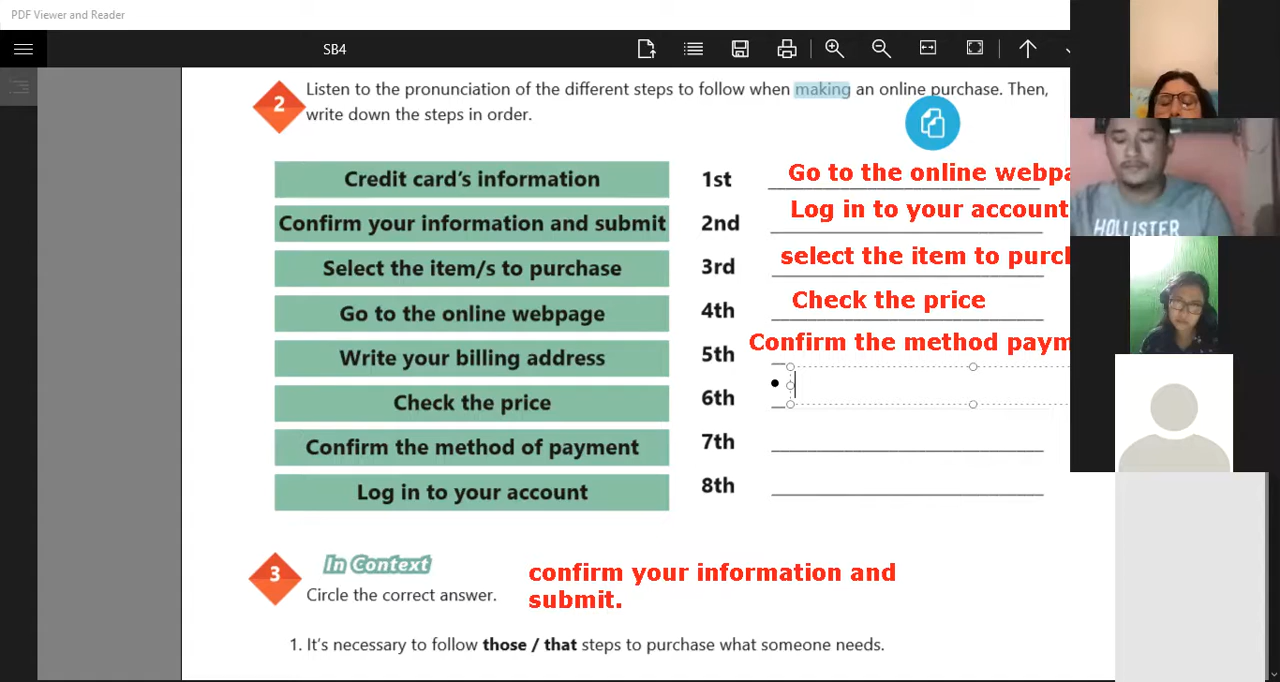 PDF Viewer and Reader
SB4
2 Listen to the pronunciation of the different steps to follow when making an online purchase. Then,
write down the steps in order.
Credit card's information 1st Go to the online webpa
Confirm your information and submit 2nd Log in to your account
Select the item/s to purchase 3rd select the item to purch
Go to the online webpage 4th Check the price
Write your billing address 5th Confirm the method paym
Check the price 6th
Confirm the method of payment 7th
Log in to your account 8th
3 In Context
Circle the correct answer.
confirm your information and
submit.
1. It's necessary to follow those / that steps to purchase what someone needs.
HOLLISTER